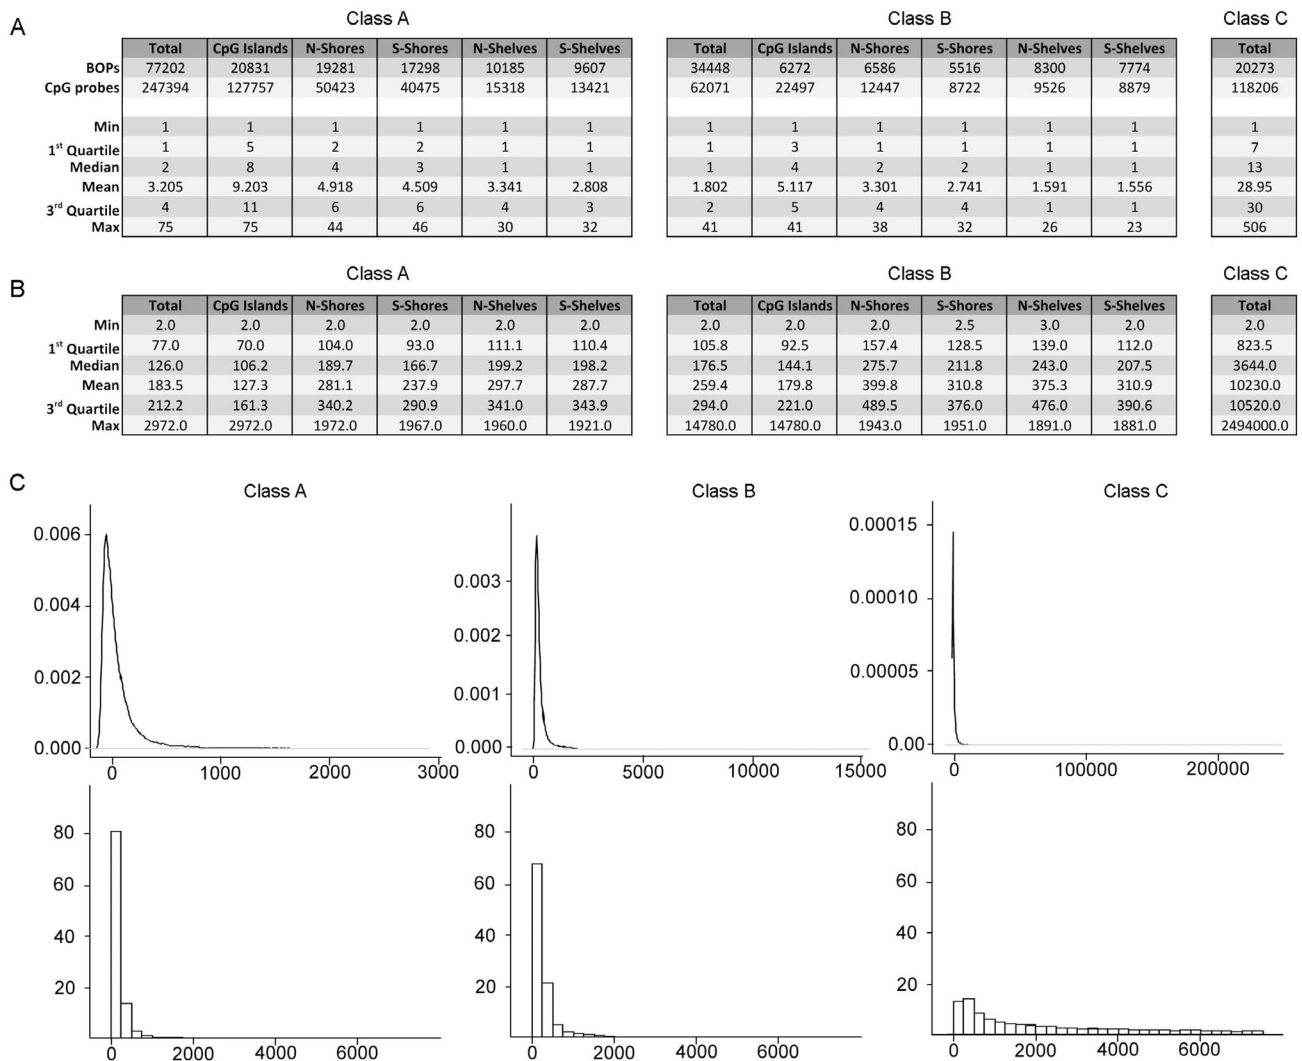 A
Class A
Class B
Class C
Total CpG Islands N-Shores S-Shores N-Shelves S-Shelves Total CpG Islands N-Shores S-Shores N-Shelves S-Shelves Total
BOPs 77202 20831 19281 17298 10185 9607 34448 6272 6586 5516 8300 7774 20273
CpG probes 247394 127757 50423 40475 15318 13421 62071 22497 12447 8722 9526 8879 118206
Min 1 1 1 1 1 1 1 1 1 1 1 1 1
1st Quartile 1 5 2 2 1 1 1 3 1 1 1 1 7
Median 2 8 4 3 1 1 1 4 2 2 1 1 13
Mean 3.205 9.203 4.918 4.509 3.341 2.808 1.802 5.117 3.301 2.741 1.591 1.556 28.95
3rd Quartile 4 11 6 6 4 3 2 5 4 4 1 1 30
Max 75 75 44 46 30 32 41 41 38 32 26 23 506
B
Class A
Class B
Class C
Total CpG Islands N-Shores S-Shores N-Shelves S-Shelves Total CpG Islands N-Shores S-Shores N-Shelves S-Shelves Total
Min 2.0 2.0 2.0 2.0 2.0 2.0 2.0 2.0 2.0 2.5 3.0 2.0 2.0
1st Quartile 77.0 70.0 104.0 93.0 111.1 110.4 105.8 92.5 157.4 128.5 139.0 112.0 823.5
Median 126.0 106.2 189.7 166.7 199.2 198.2 176.5 144.1 275.7 211.8 243.0 207.5 3644.0
Mean 183.5 127.3 281.1 237.9 297.7 287.7 259.4 179.8 399.8 310.8 375.3 310.9 10230.0
3rd Quartile 212.2 161.3 340.2 290.9 341.0 343.9 294.0 221.0 489.5 376.0 476.0 390.6 10520.0
Max 2972.0 2972.0 1972.0 1967.0 1960.0 1921.0 14780.0 14780.0 1943.0 1951.0 1891.0 1881.0 2494000.0
C
Class A
0.006
0.004
0.002
0.000
0 1000 2000 3000
Class B
0.003
0.002
0.001
0.000
0 5000 10000 15000
Class C
0.00015
0.00010
0.00005
0.00
0 100000 200000
80
60
40
20
0 2000 4000 6000
80
60
40
20
0 2000 4000 6000
80
60
40
20
0 2000 4000 6000